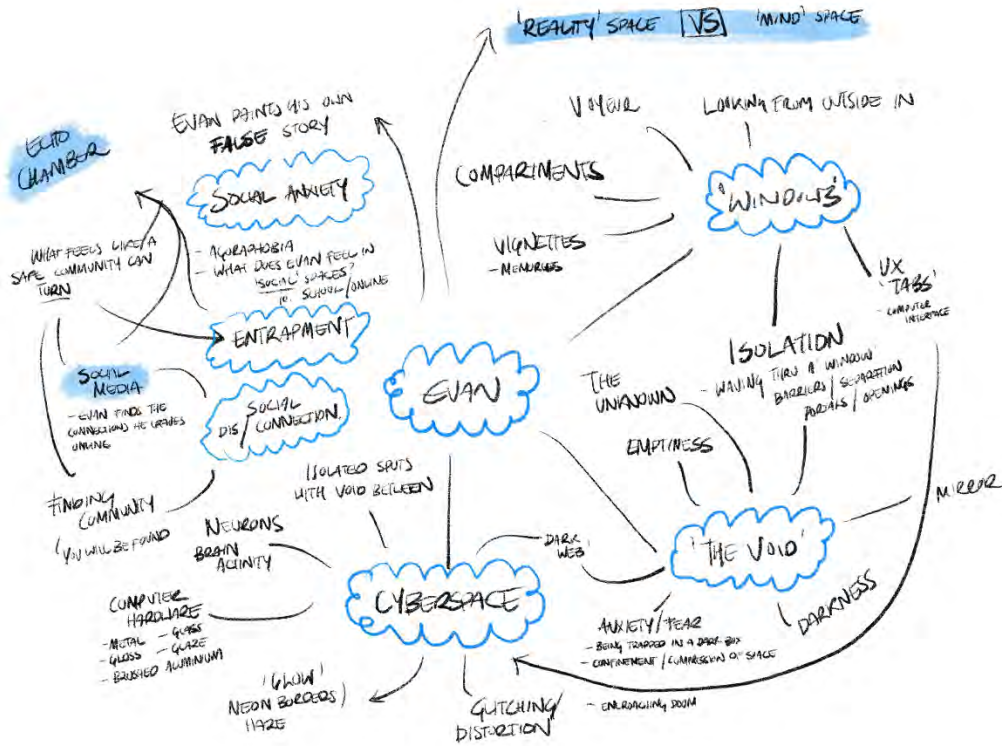 'REALITY' SPACE VS 'MIND' SPACE
EVAN PAINTS HIS OWN
FALSE STORY
ECHO
CHAMBER
SOCIAL ANXIETY
- AGORAPHOBIA
- WHAT DOES EVAN FEEL IN
'SOCIAL SPACES'?
ie. SCHOOL/ONLINE
WHAT FEELS LIKE A
SAFE COMMUNITY CAN
TURN
ENTRAPMENT
SOCIAL
MEDIA
- EVAN FINDS THE
CONNECTIONS HE CRAVES
ONLINE
SOCIAL
DIS/CONNECTION
FINDING
COMMUNITY
'YOU WILL BE FOUND
EVAN
VOYEUR
LOOKING FROM OUTSIDE IN
COMPARTMENTS
'WINDOWS'
VIGNETTES
- MEMORIES
UX
'TABS'
- COMPUTER
INTERFACE
ISOLATION
- WAVING THRU A WINDOW
BARRIERS/SEPARATION
PORTALS/OPENINGS
THE
UNKNOWN
EMPTINESS
MIRROR
'THE VOID'
DARK
WEB'
DARKNESS
ANXIETY/FEAR
- BEING TRAPPED IN A DARK BOX
- CONFINEMENT/COMPRESSION OF SPACE
- ENCROACHING DOOM
ISOLATED SPOTS
WITH VOID BETWEEN
NEURONS
BRAIN
ACTIVITY
CYBERSPACE
COMPUTER
HARDWARE
- METAL - GLASS
- GLOSS - GLAZE
- BRUSHED ALUMINIUM
'GLOW'
NEON BORDERS/
HAZE
GLITCHING/
DISTORTION